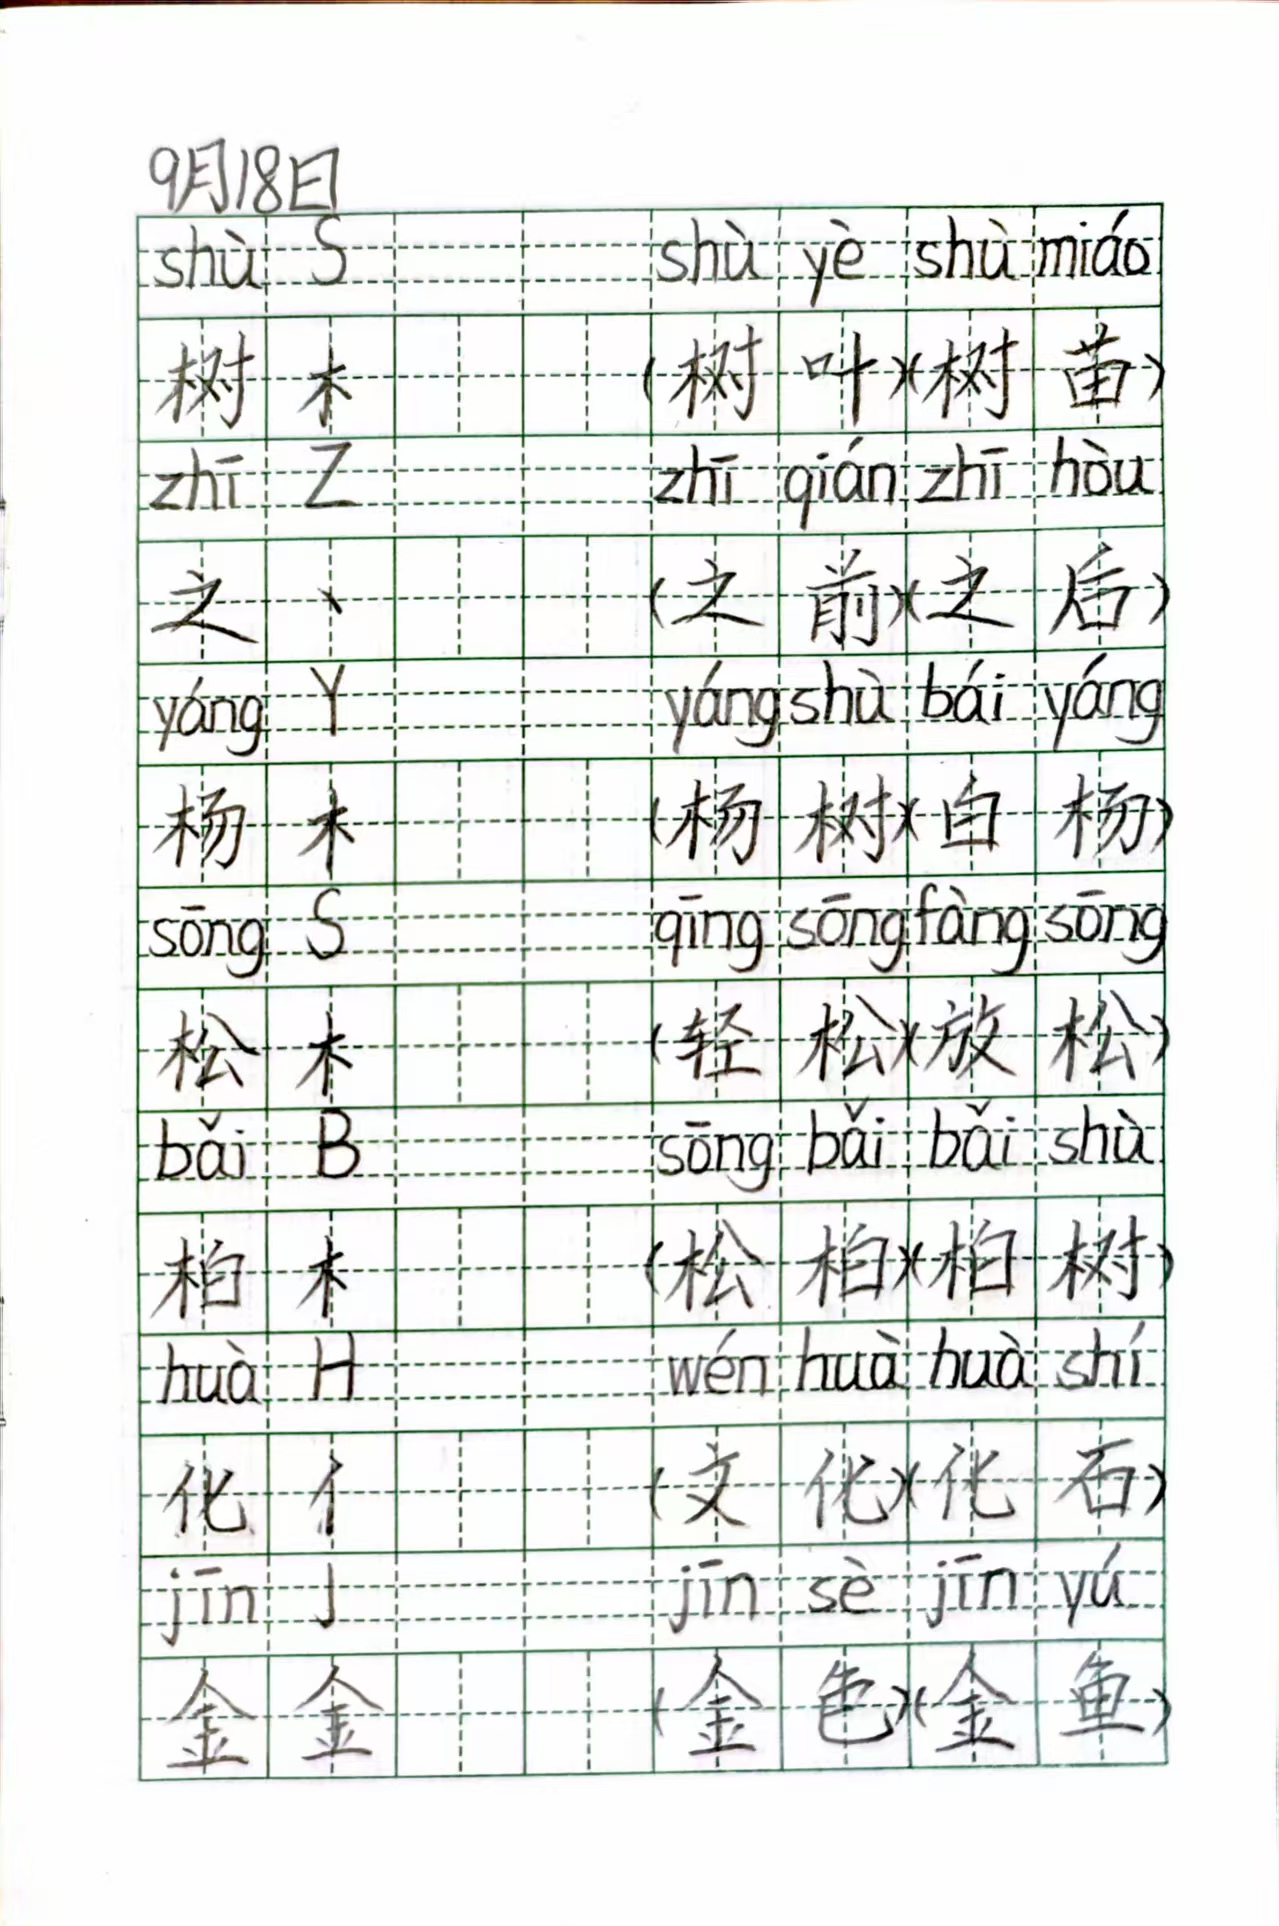 9月18日
shù S shù yè shù miáo
树 木 (树叶)(树苗)
zhī Z zhī qián zhī hòu
之 丶 (之前)(之后)
yáng Y yáng shù bái yáng
杨 木 (杨树)(白杨)
sōng S qīng sōng fàng sōng
松 木 (轻松)(放松)
bǎi B sōng bǎi bǎi shù
柏 木 (松柏)(柏树)
huà H wén huà huà shí
化 亻 (文化)(化石)
jīn J jīn sè jīn yú
金 金 (金色)(金鱼)